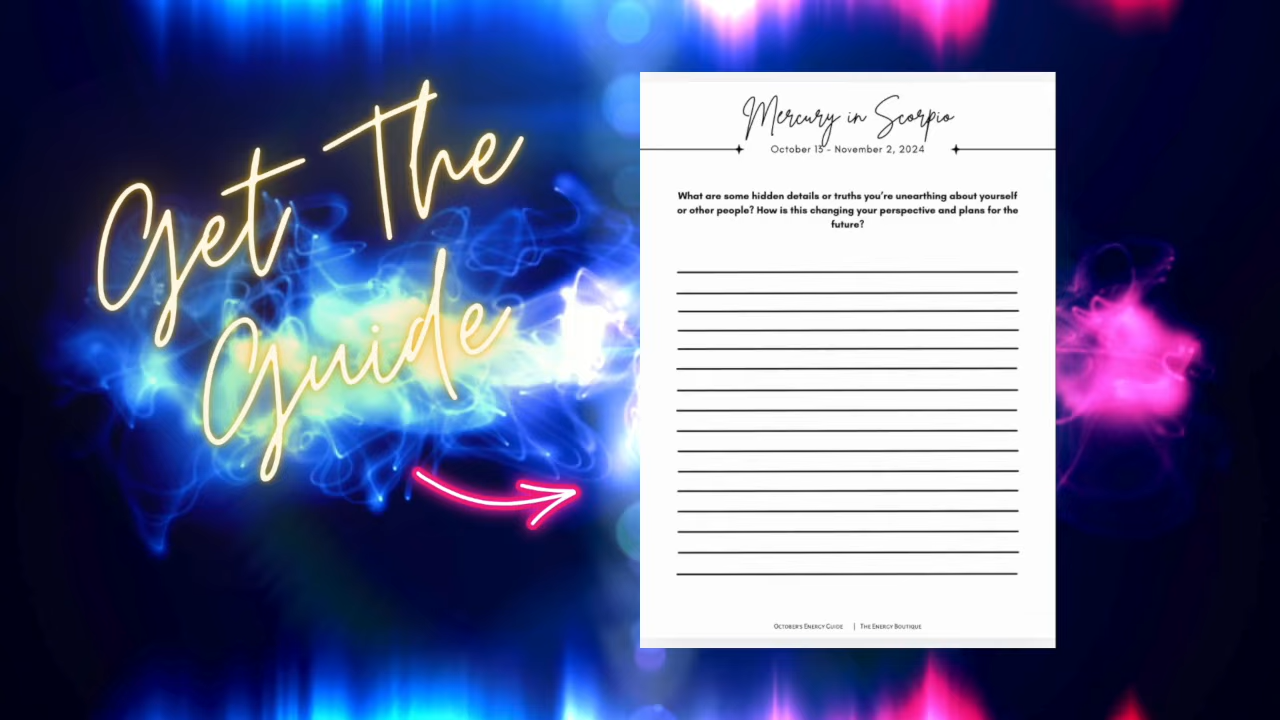 Get The
Guide
Mercury in Scorpio
October 15 - November 2, 2024
What are some hidden details or truths you're unearthing about yourself
or other people? How is this changing your perspective and plans for the
future?
October's Energy Guide | The Energy Boutique